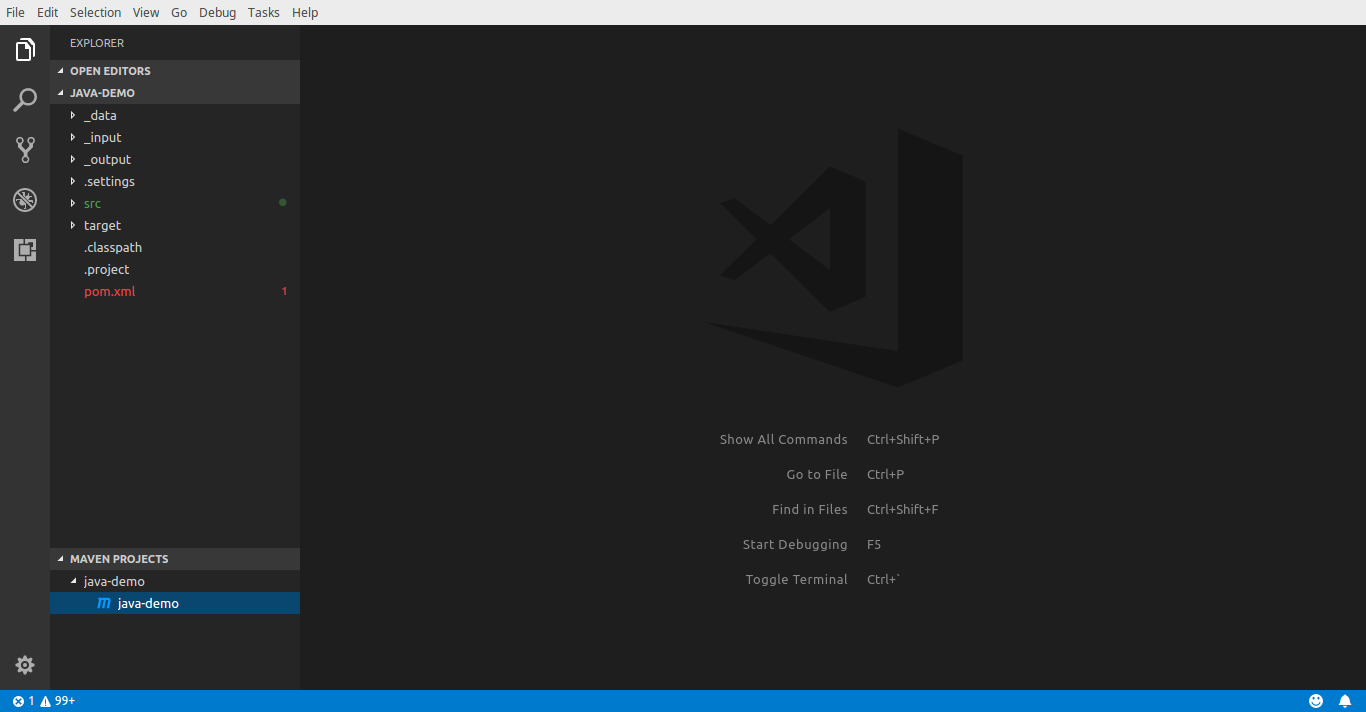 File Edit Selection View Go Debug Tasks Help
EXPLORER
OPEN EDITORS
JAVA-DEMO
_data
_input
_output
.settings
src
target
.classpath
.project
pom.xml 1
Show All Commands Ctrl+Shift+P
Go to File Ctrl+P
Find in Files Ctrl+Shift+F
Start Debugging F5
Toggle Terminal Ctrl+`
MAVEN PROJECTS
java-demo
m java-demo
1 99+